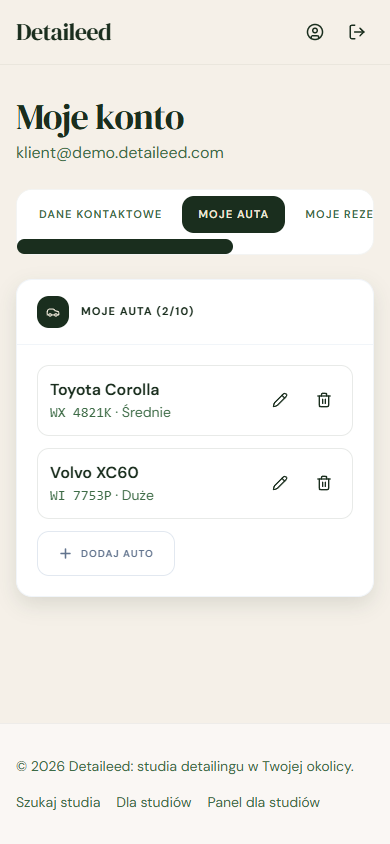 Detaileed
Moje konto
klient@demo.detaileed.com
DANE KONTAKTOWE MOJE AUTA MOJE REZE
MOJE AUTA (2/10)
Toyota Corolla
WX 4821K · Średnie
Volvo XC60
WI 7753P · Duże
DODAJ AUTO
© 2026 Detaileed: studia detailingu w Twojej okolicy.
Szukaj studia Dla studiów Panel dla studiów